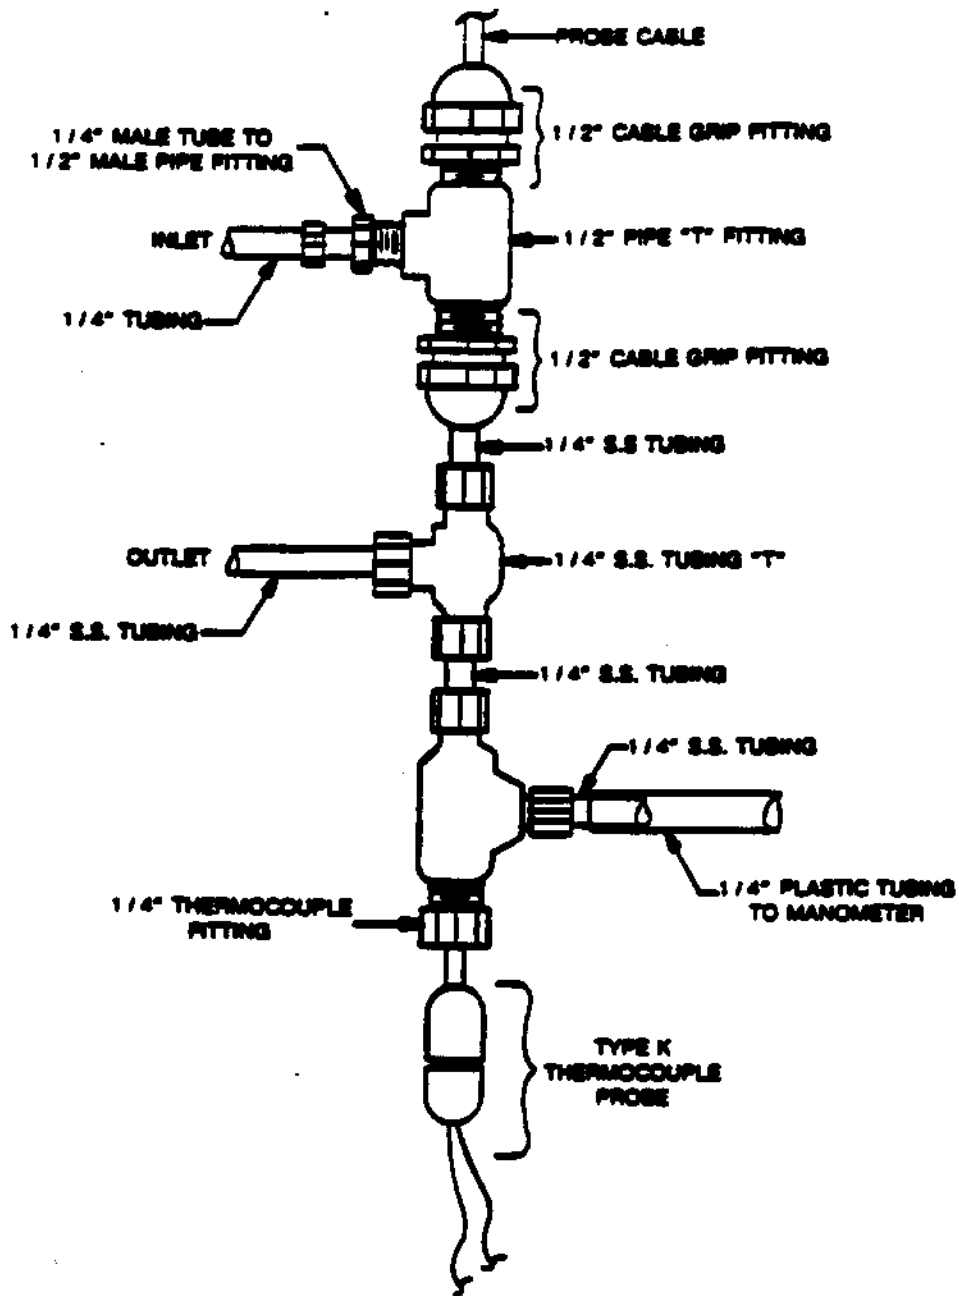 PROBE CABLE
1/2" CABLE GRIP FITTING
1/4" MALE TUBE TO
1/2" MALE PIPE FITTING
INLET
1/2" PIPE "T" FITTING
1/4" TUBING
1/2" CABLE GRIP FITTING
1/4" S.S TUBING
OUTLET
1/4" S.S. TUBING "T"
1/4" S.S. TUBING
1/4" S.S. TUBING
1/4" S.S. TUBING
1/4" PLASTIC TUBING
TO MANOMETER
1/4" THERMOCOUPLE
FITTING
TYPE K
THERMOCOUPLE
PROBE